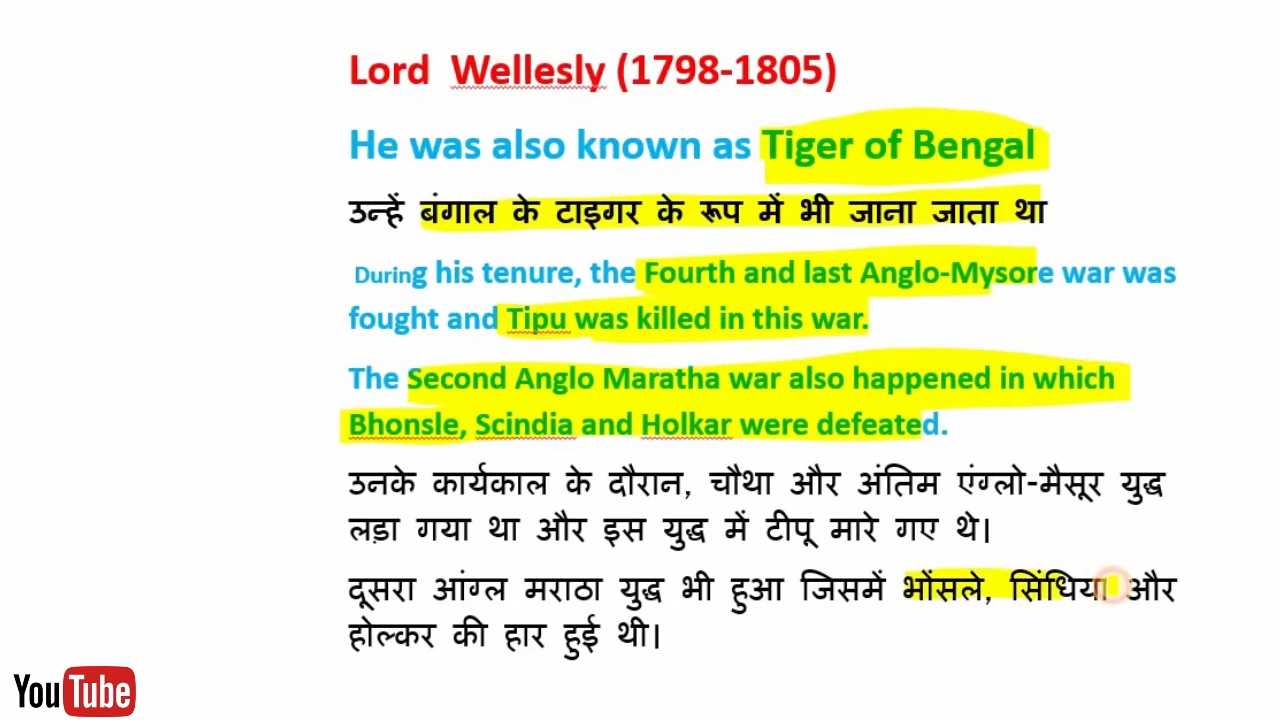 Lord Wellesly (1798-1805)
He was also known as Tiger of Bengal
उन्हें बंगाल के टाइगर के रूप में भी जाना जाता था
During his tenure, the Fourth and last Anglo-Mysore war was
fought and Tipu was killed in this war.
The Second Anglo Maratha war also happened in which
Bhonsle, Scindia and Holkar were defeated.
उनके कार्यकाल के दौरान, चौथा और अंतिम एंग्लो-मैसूर युद्ध
लड़ा गया था और इस युद्ध में टीपू मारे गए थे।
दूसरा आंग्ल मराठा युद्ध भी हुआ जिसमें भोंसले, सिंधिया और
होल्कर की हार हुई थी।
YouTube